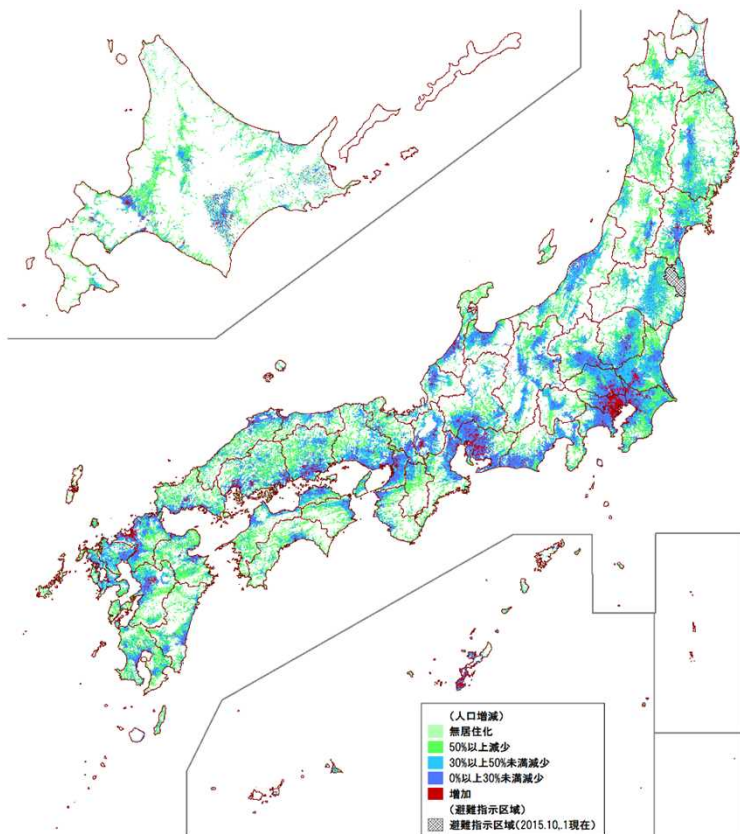 (人口増減)
無居住化
50%以上減少
30%以上50%未満減少
0%以上30%未満減少
増加
(避難指示区域)
避難指示区域(2015.10,.1現在)